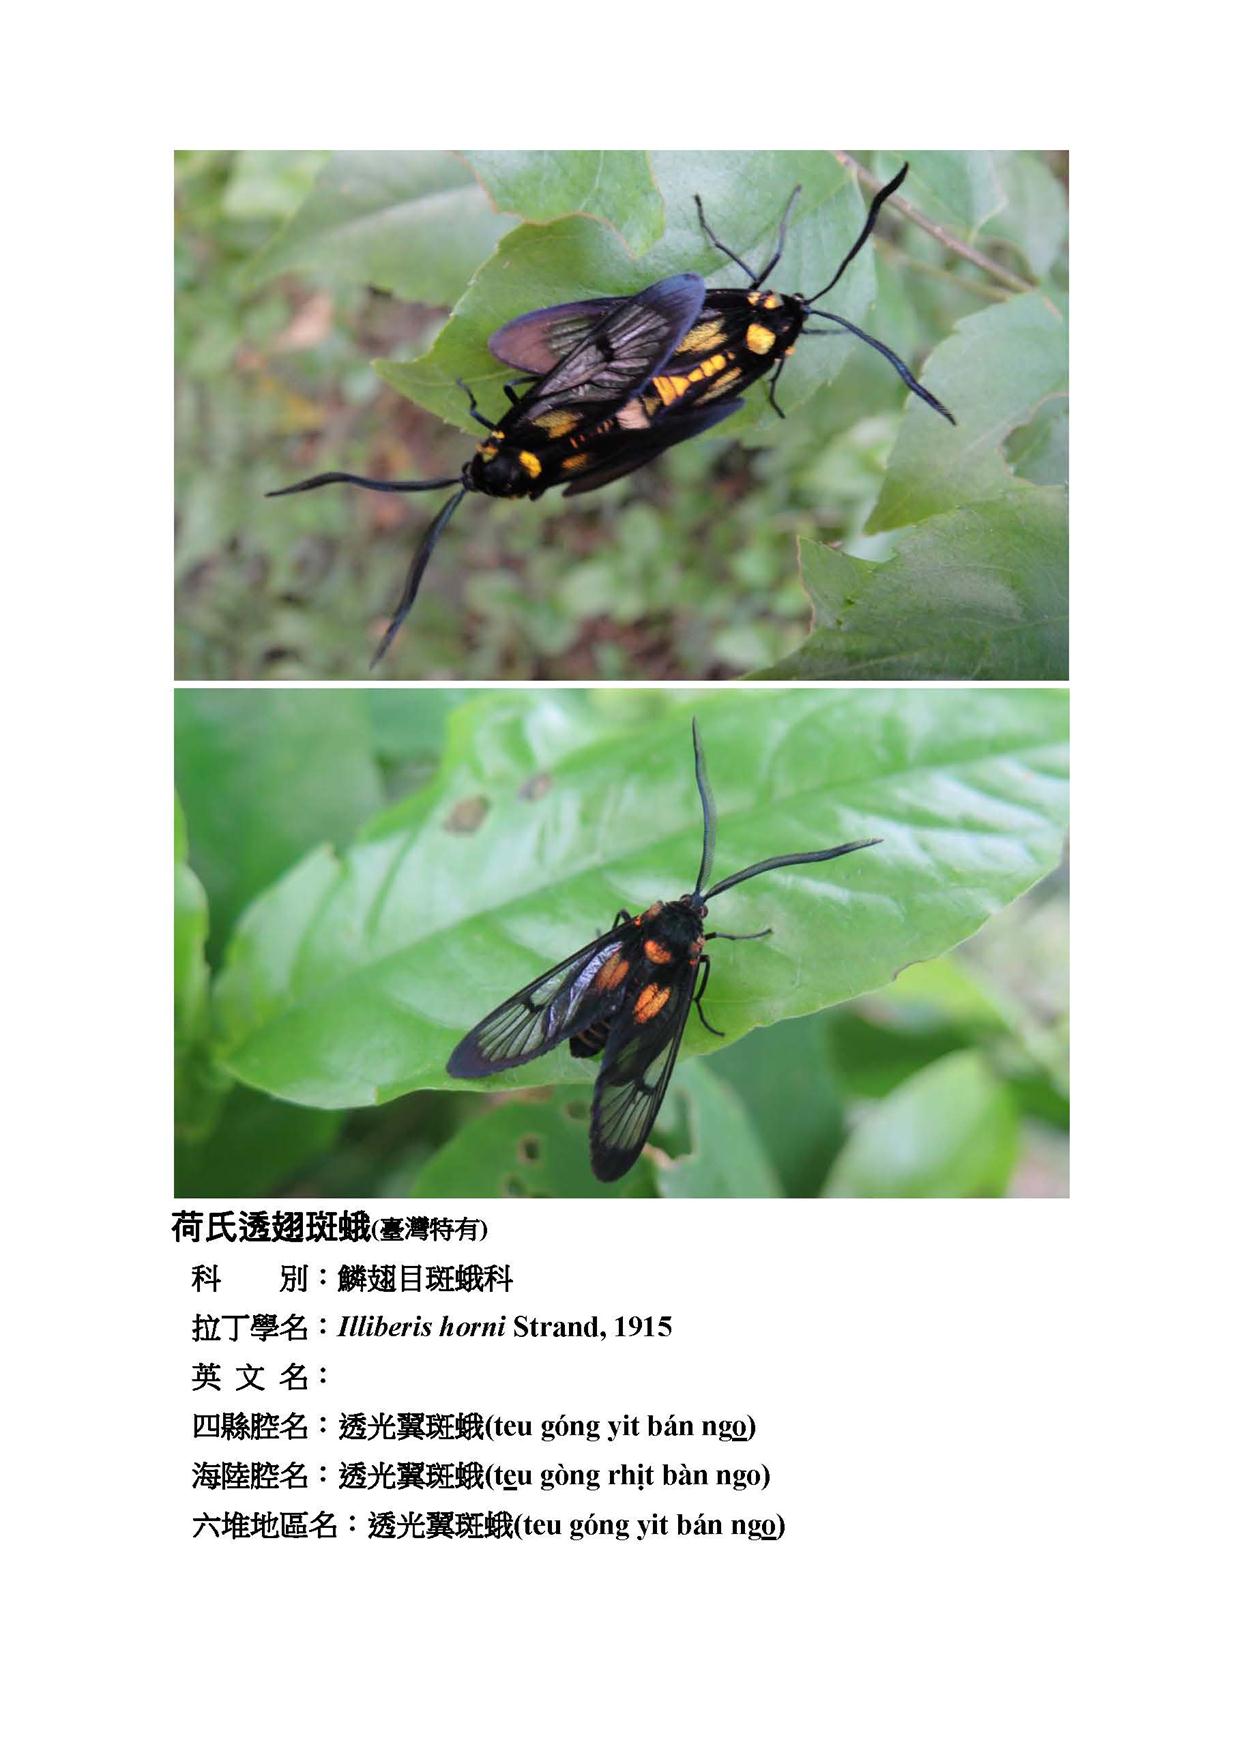 荷氏透翅斑蛾(臺灣特有)
科　　別：鱗翅目斑蛾科
拉丁學名：Illiberis horni Strand, 1915
英 文 名：
四縣腔名：透光翼斑蛾(teu góng yit bán ngo)
海陸腔名：透光翼斑蛾(teu gòng rhịt bàn ngo)
六堆地區名：透光翼斑蛾(teu góng yit bán ngo)